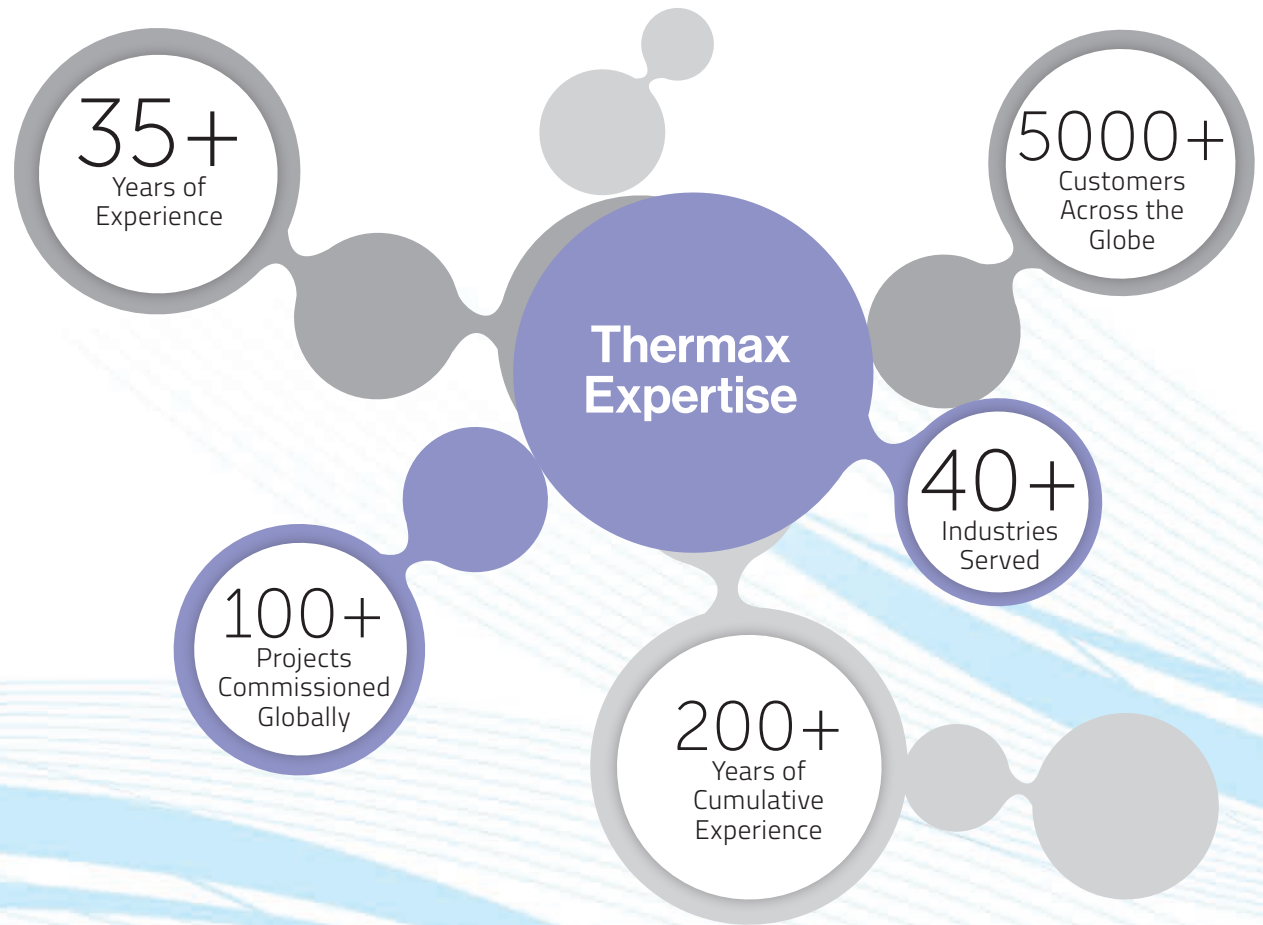 35+
Years of
Experience
5000+
Customers
Across the
Globe
Thermax
Expertise
40+
Industries
Served
100+
Projects
Commissioned
Globally
200+
Years of
Cumulative
Experience